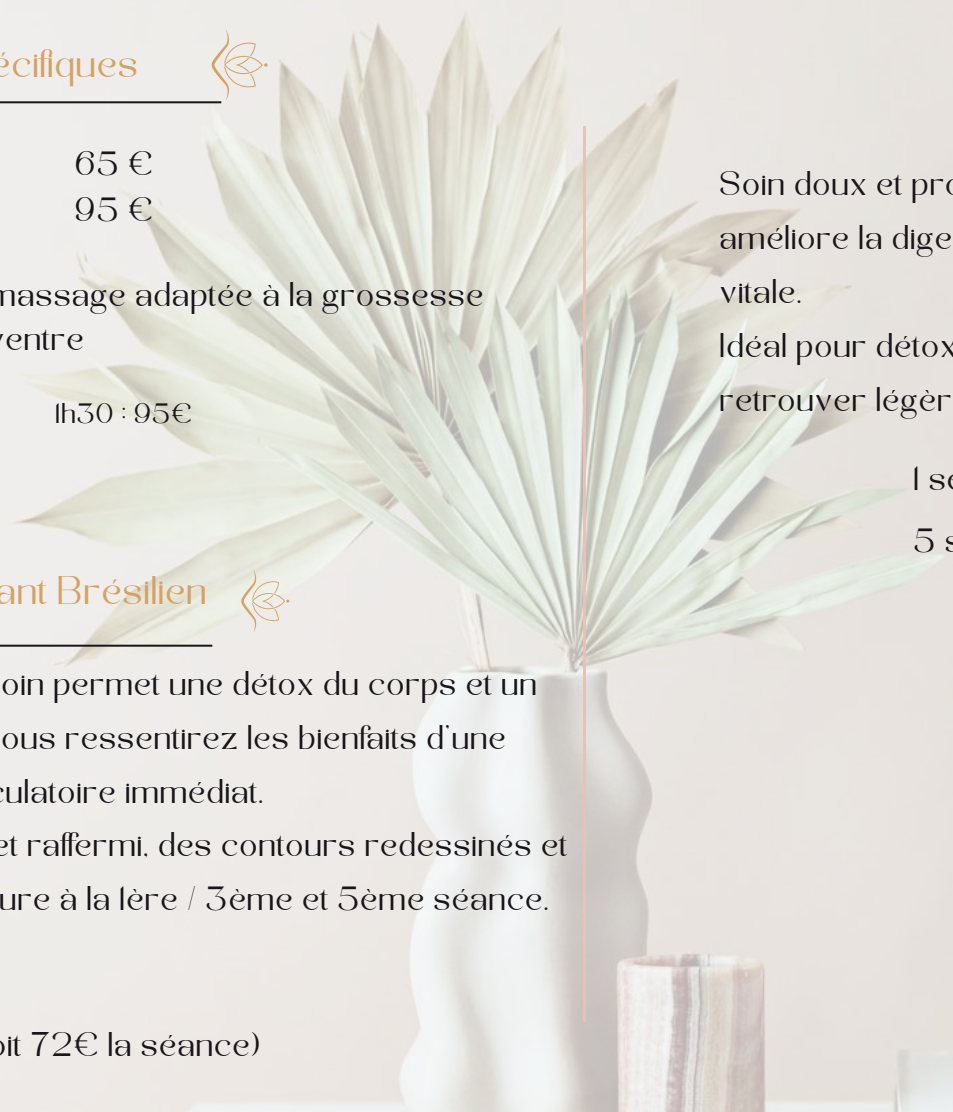 écifiques
65 €
95 €
massage adaptée à la grossesse
ventre
1h30 : 95€
ant Brésilien
oin permet une détox du corps et un
ous ressentirez les bienfaits d'une
culatoire immédiat.
et raffermi, des contours redessinés et
ure à la 1ère / 3ème et 5ème séance.
oit 72€ la séance)
Soin doux et pro
améliore la dige
vitale.
Idéal pour détox
retrouver légèr
1 sé
5 s